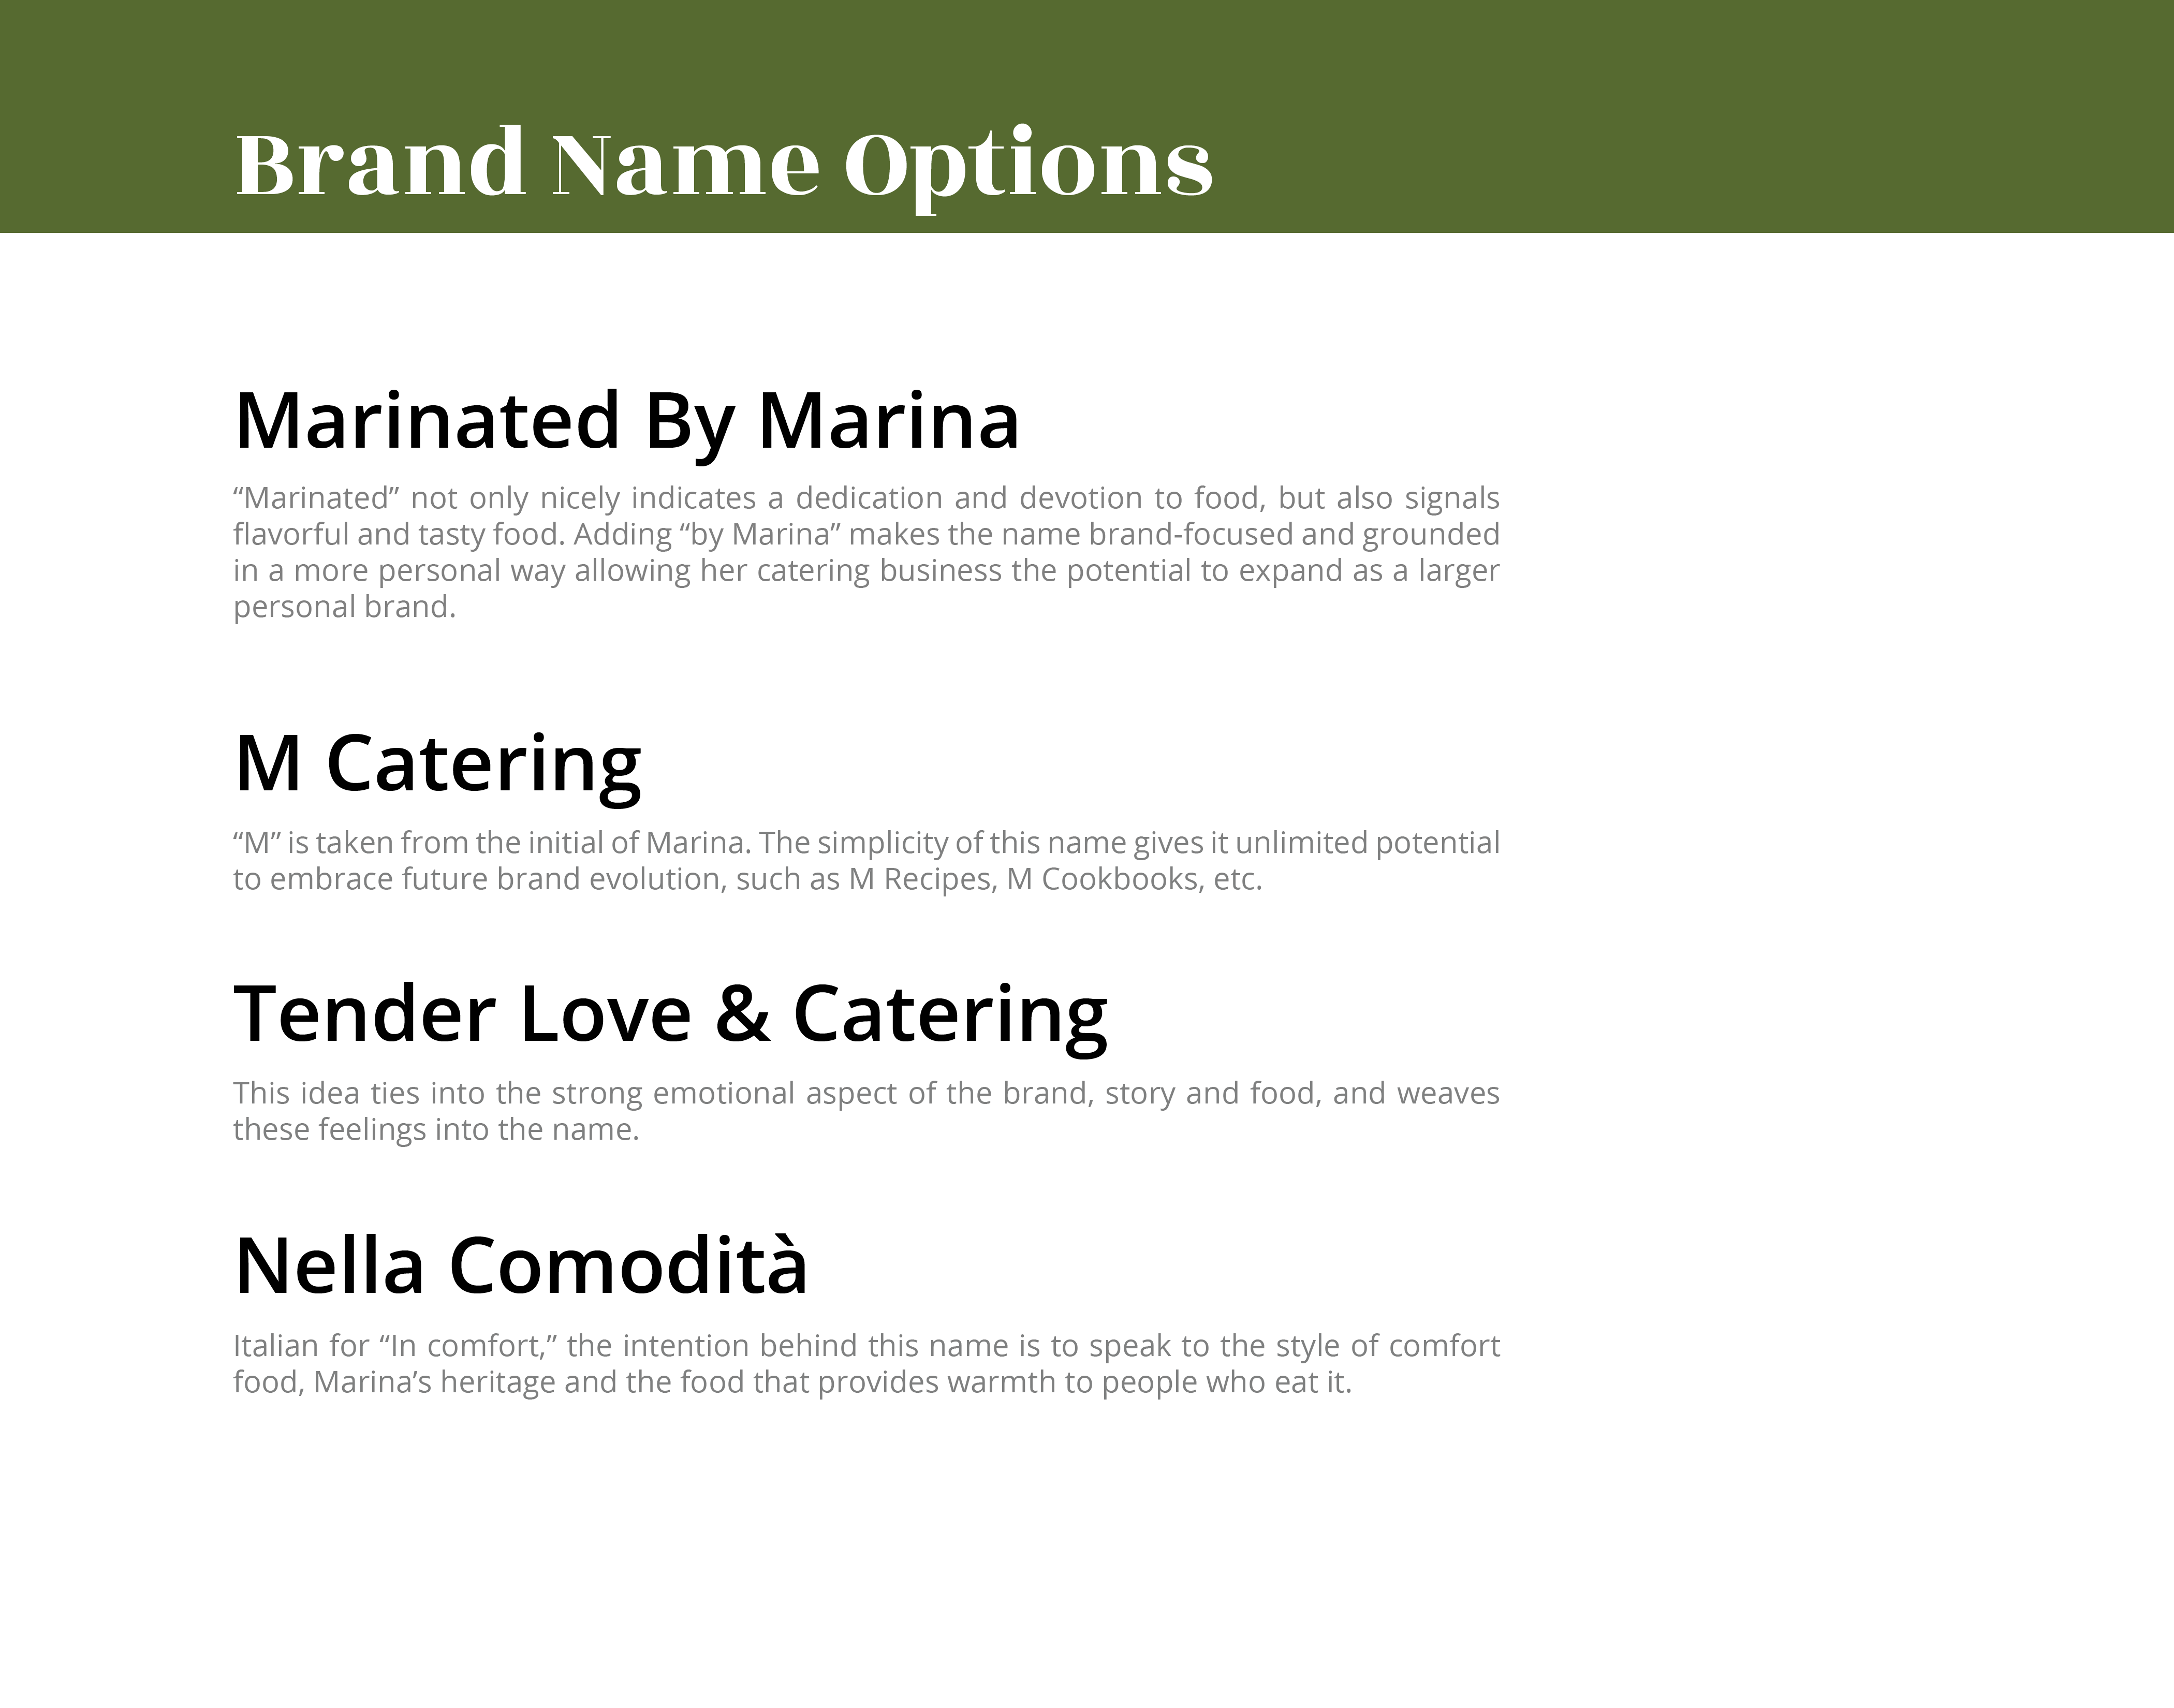 Brand Name Options
Marinated By Marina
“Marinated” not only nicely indicates a dedication and devotion to food, but also signals
flavorful and tasty food. Adding “by Marina” makes the name brand-focused and grounded
in a more personal way allowing her catering business the potential to expand as a larger
personal brand.
M Catering
“M” is taken from the initial of Marina. The simplicity of this name gives it unlimited potential
to embrace future brand evolution, such as M Recipes, M Cookbooks, etc.
Tender Love & Catering
This idea ties into the strong emotional aspect of the brand, story and food, and weaves
these feelings into the name.
Nella Comodità
Italian for “In comfort,” the intention behind this name is to speak to the style of comfort
food, Marina’s heritage and the food that provides warmth to people who eat it.